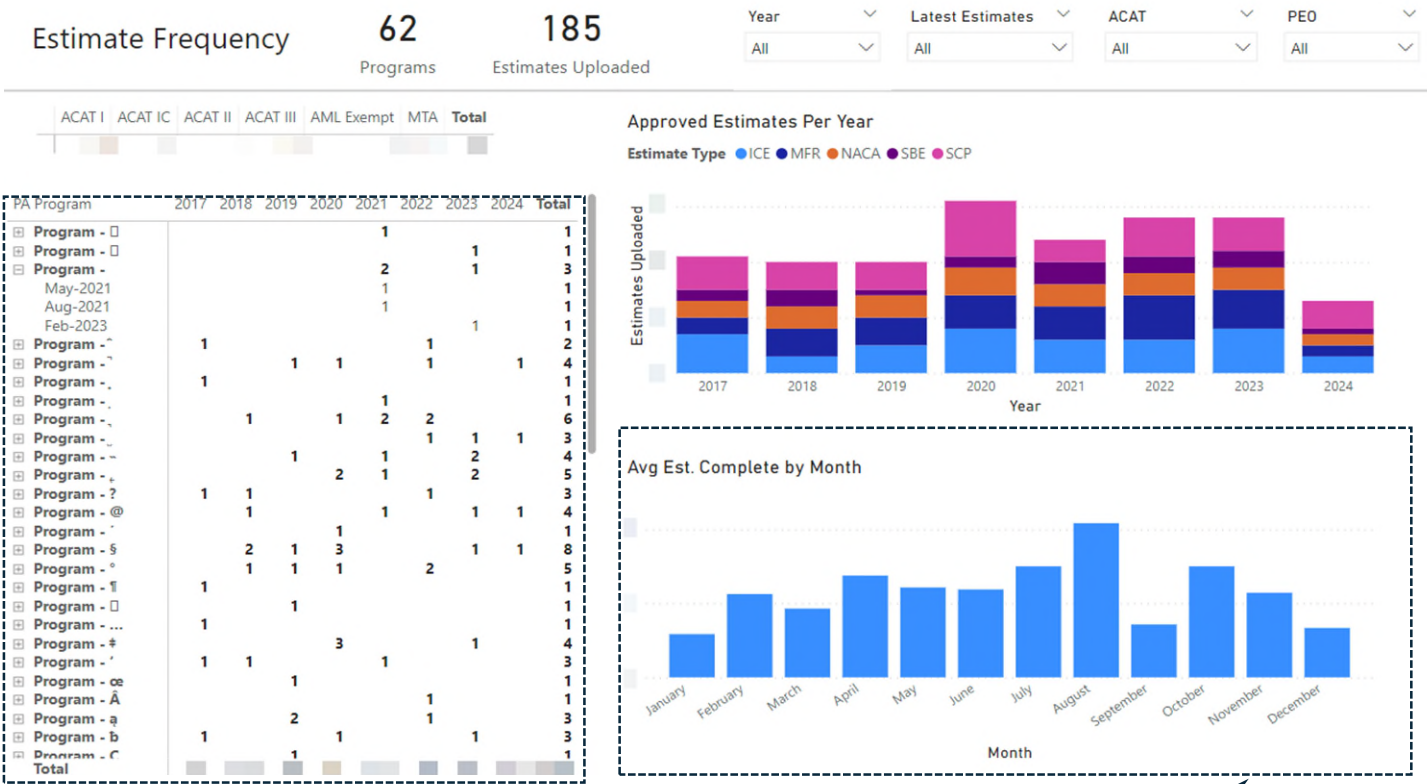 Estimate Frequency
62
Programs
185
Estimates Uploaded
Year
All
Latest Estimates
All
ACAT
All
PEO
All
ACAT I ACAT IC ACAT II ACAT III AML Exempt MTA Total
PA Program 2017 2018 2019 2020 2021 2022 2023 2024 Total
Program - 1 1
Program - 1 1
Program - 2 1 3
May-2021 1 1
Aug-2021 1 1
Feb-2023 1 1
Program - 1 1 2
Program - 1 1 1 1 4
Program - 1 1
Program - 1 1
Program - 1 1 2 2 6
Program - 1 1 1 3
Program - 1 1 2 4
Program - 2 1 2 5
Program - ? 1 1 1 3
Program - @ 1 1 1 1 4
Program - ´ 1 1
Program - § 2 1 3 1 1 8
Program - ° 1 1 1 2 5
Program - ¶ 1 1
Program - 1 1
Program - … 1 1
Program - ‡ 3 1 4
Program - 1 1 1 3
Program - œ 1 1
Program - Â 1 1
Program - ą 2 1 3
Program - b 1 1 1 3
Program - C 1 1
Total
Approved Estimates Per Year
Estimate Type ICE MFR NACA SBE SCP
Estimates Uploaded
2017 2018 2019 2020 2021 2022 2023 2024
Year
Avg Est. Complete by Month
January February March April May June July August September October November December
Month